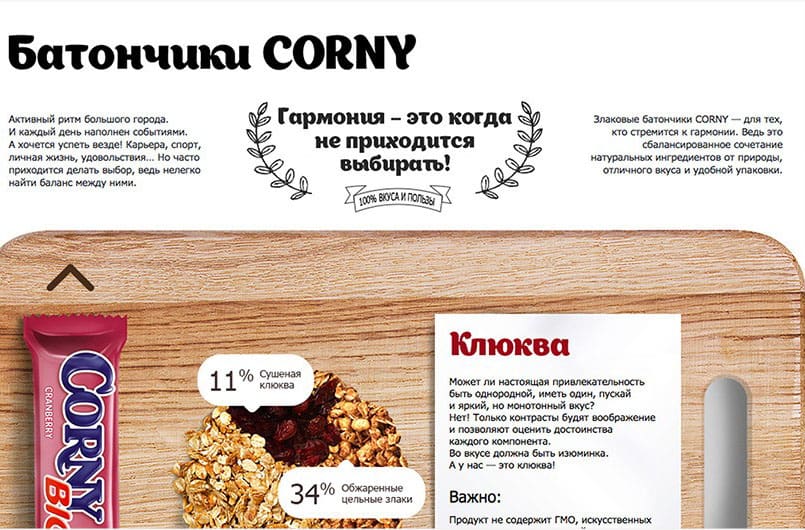 Батончики CORNY
Активный ритм большого города.
И каждый день наполнен событиями.
А хочется успеть везде! Карьера, спорт,
личная жизнь, удовольствия... Но часто
приходится делать выбор, ведь нелегко
найти баланс между ними.
Гармония – это когда
не приходится
выбирать!
100% ВКУСА И ПОЛЬЗЫ
Злаковые батончики CORNY — для тех,
кто стремится к гармонии. Ведь это
сбалансированное сочетание
натуральных ингредиентов от природы,
отличного вкуса и удобной упаковки.
CORNY BIG
CRANBERRY
11% Сушеная
клюква
34% Обжаренные
цельные злаки
Клюква
Может ли настоящая привлекательность
быть однородной, иметь один, пускай
и яркий, но монотонный вкус?
Нет! Только контрасты будят воображение
и позволяют оценить достоинства
каждого компонента.
Во вкусе должна быть изюминка.
А у нас — это клюква!
Важно:
Продукт не содержит ГМО, искусственных